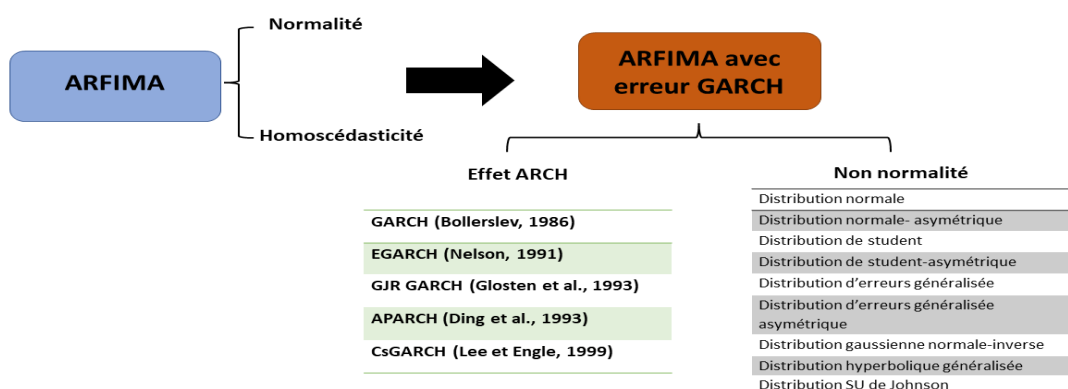 Normalité
ARFIMA
Homoscédasticité
ARFIMA avec
erreur GARCH
Effet ARCH
GARCH (Bollerslev, 1986)
EGARCH (Nelson, 1991)
GJR GARCH (Glosten et al., 1993)
APARCH (Ding et al., 1993)
CsGARCH (Lee et Engle, 1999)
Non normalité
Distribution normale
Distribution normale- asymétrique
Distribution de student
Distribution de student-asymétrique
Distribution d'erreurs généralisée
Distribution d'erreurs généralisée
asymétrique
Distribution gaussienne normale-inverse
Distribution hyperbolique généralisée
Distribution SU de Johnson